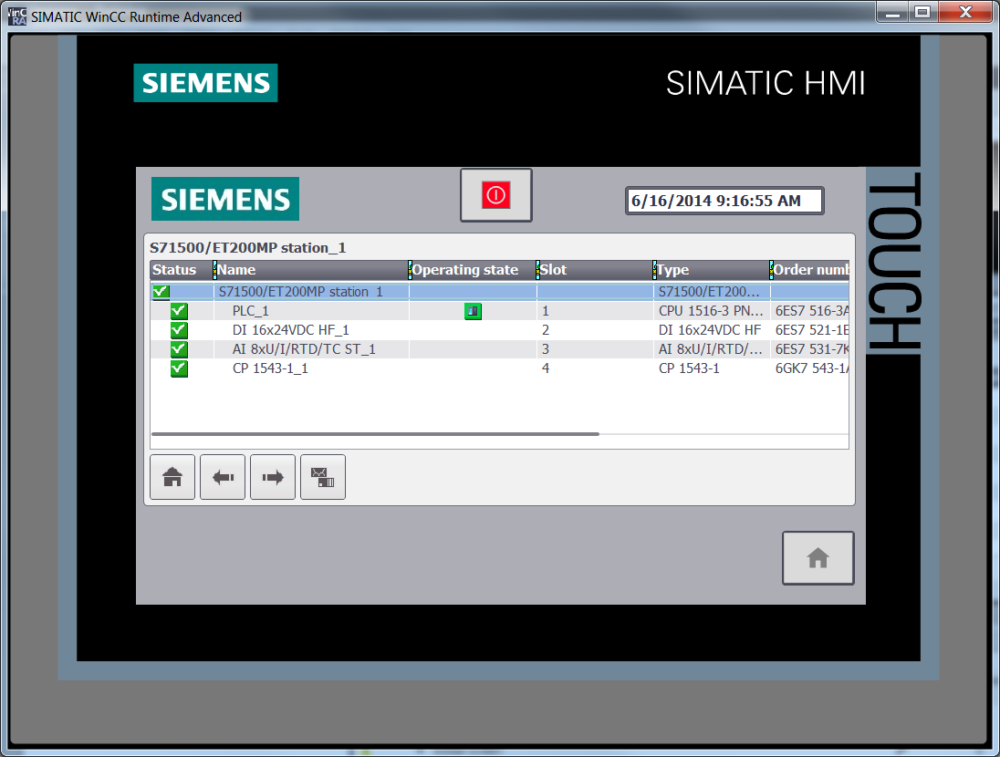 SIMATIC WinCC Runtime Advanced
SIEMENS
SIMATIC HMI
SIEMENS
6/16/2014 9:16:55 AM
TOUCH
S71500/ET200MP station_1
Status Name Operating state Slot Type Order numb
S71500/ET200MP station_1 S71500/ET200...
PLC_1 1 CPU 1516-3 PN... 6ES7 516-3A
DI 16x24VDC HF_1 2 DI 16x24VDC HF 6ES7 521-1B
AI 8xU/I/RTD/TC ST_1 3 AI 8xU/I/RTD/... 6ES7 531-7K
CP 1543-1_1 4 CP 1543-1 6GK7 543-1A